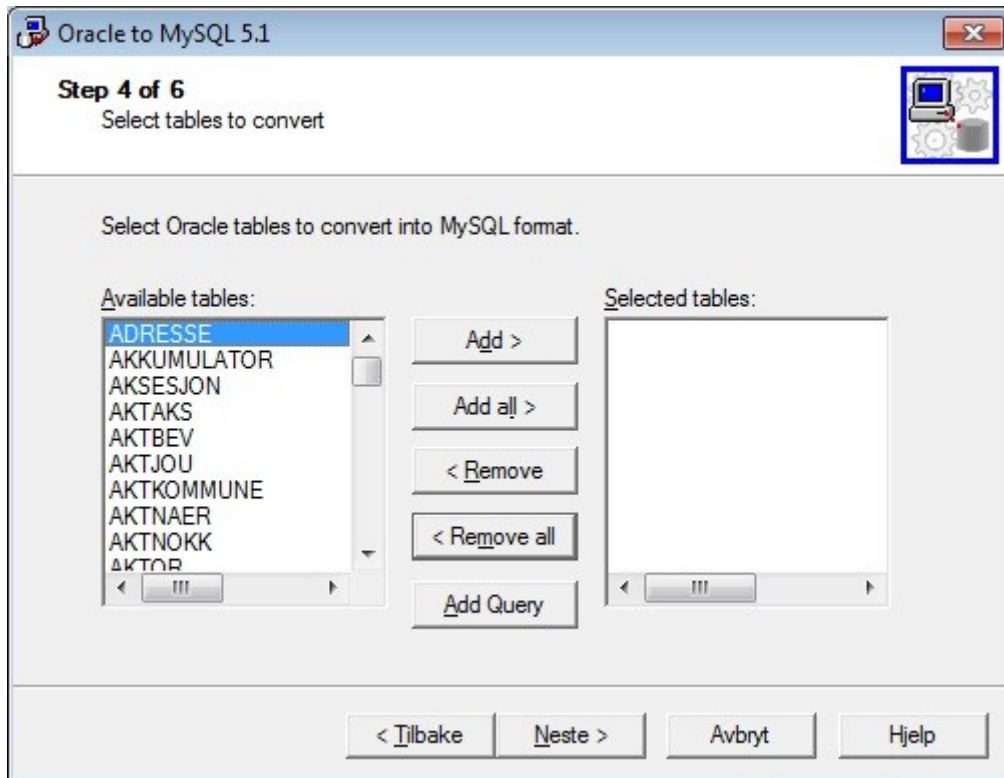 Oracle to MySQL 5.1
Step 4 of 6
Select tables to convert
Select Oracle tables to convert into MySQL format.
Available tables:
ADRESSE
AKKUMULATOR
AKSESJON
AKTAKS
AKTBEV
AKTJOU
AKTKOMMUNE
AKTNAER
AKTNOKK
AKTOR
Add >
Add all >
< Remove
< Remove all
Add Query
Selected tables:
< Tilbake
Neste >
Avbryt
Hjelp